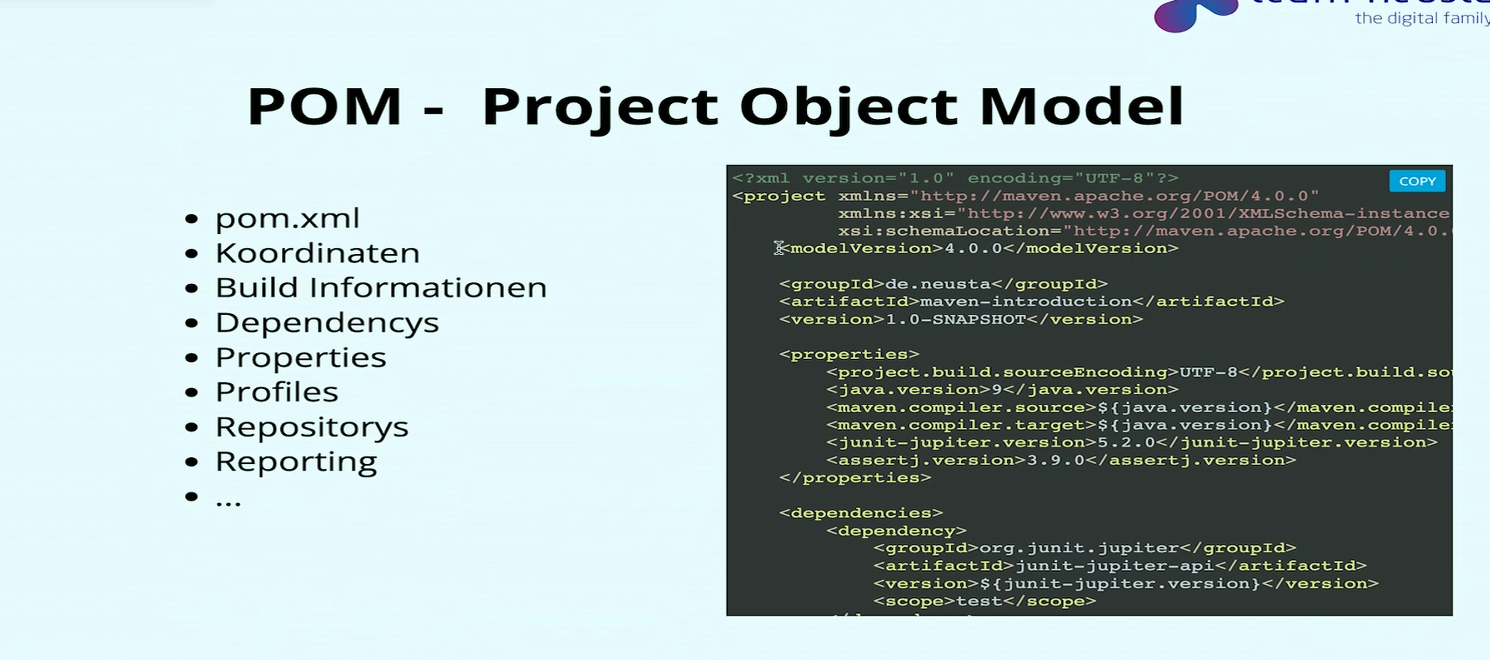 the digital family
POM - Project Object Model
pom.xml
Koordinaten
Build Informationen
Dependencys
Properties
Profiles
Repositorys
Reporting
...
COPY
<?xml version="1.0" encoding="UTF-8"?>
<project xmlns="http://maven.apache.org/POM/4.0.0"
xmlns:xsi="http://www.w3.org/2001/XMLSchema-instance
xsi:schemaLocation="http://maven.apache.org/POM/4.0.
<modelVersion>4.0.0</modelVersion>
<groupId>de.neusta</groupId>
<artifactId>maven-introduction</artifactId>
<version>1.0-SNAPSHOT</version>
<properties>
<project.build.sourceEncoding>UTF-8</project.build.sou
<java.version>9</java.version>
<maven.compiler.source>${java.version}</maven.compile
<maven.compiler.target>${java.version}</maven.compile
<junit-jupiter.version>5.2.0</junit-jupiter.version>
<assertj.version>3.9.0</assertj.version>
</properties>
<dependencies>
<dependency>
<groupId>org.junit.jupiter</groupId>
<artifactId>junit-jupiter-api</artifactId>
<version>${junit-jupiter.version}</version>
<scope>test</scope>